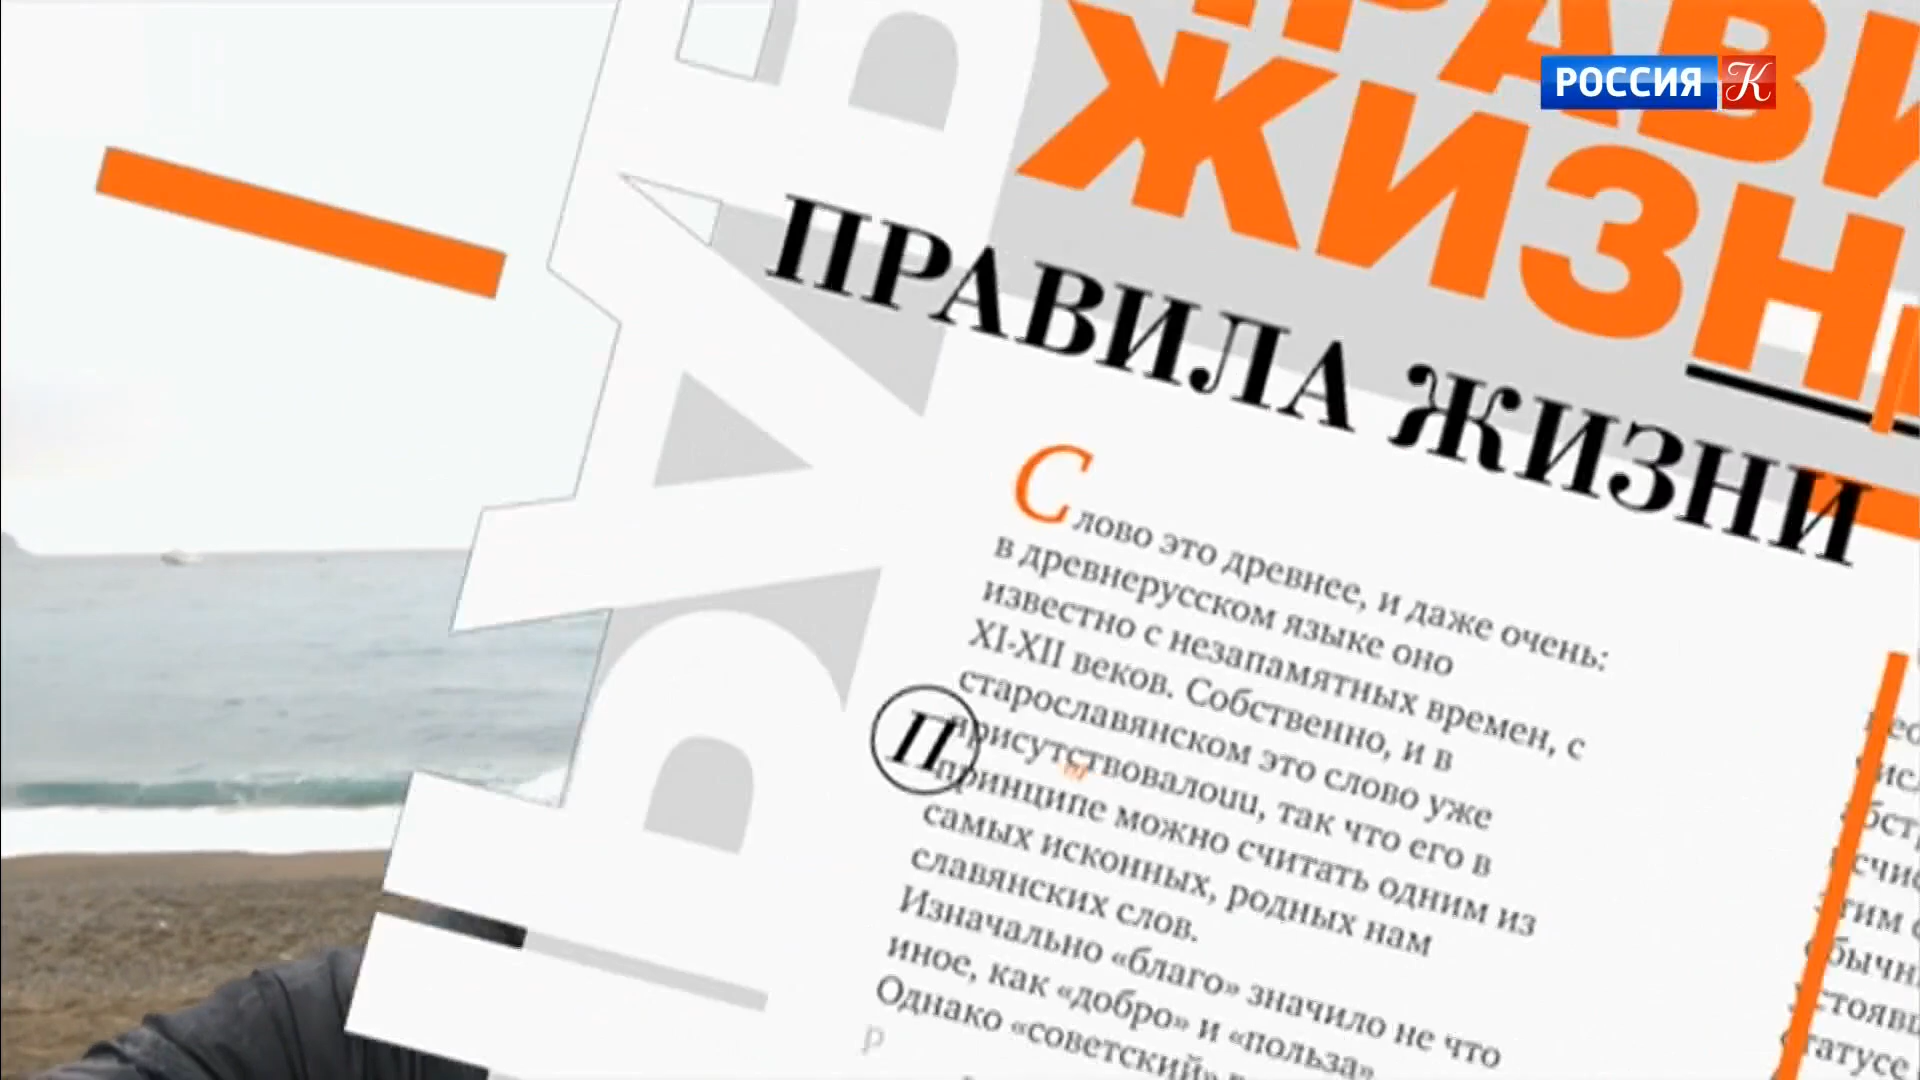 ПРАВИ
ЖИЗН
РОССИЯ К
ПРАВИЛА ЖИЗНИ
Слово это древнее, и даже очень:
в древнерусском языке оно
известно с незапамятных времен, с
XI-XII веков. Собственно, и в
старославянском это слово уже
присутствовалоии, так что его в
принципе можно считать одним из
самых исконных, родных нам
славянских слов.
Изначально «благо» значило не что
иное, как «добро» и «польза»
Однако «советский»
П
Р